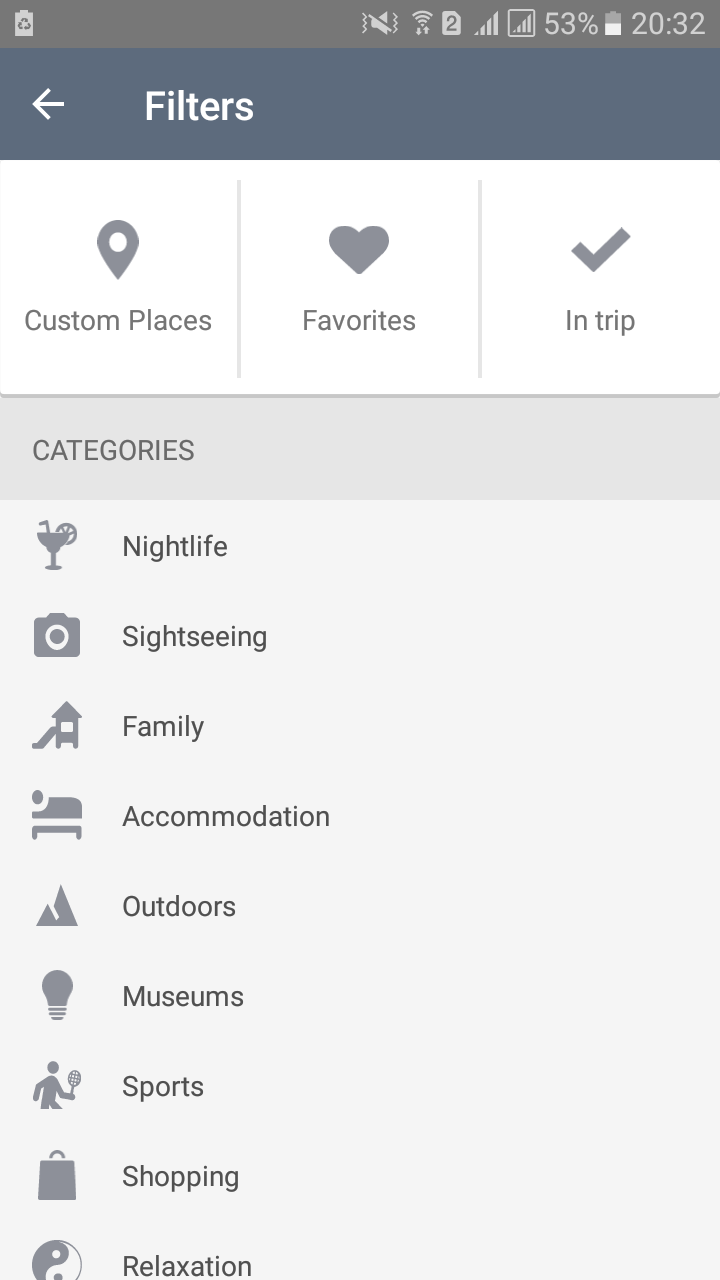 2 53% 20:32
Filters
Custom Places Favorites In trip
CATEGORIES
Nightlife
Sightseeing
Family
Accommodation
Outdoors
Museums
Sports
Shopping
Relaxation